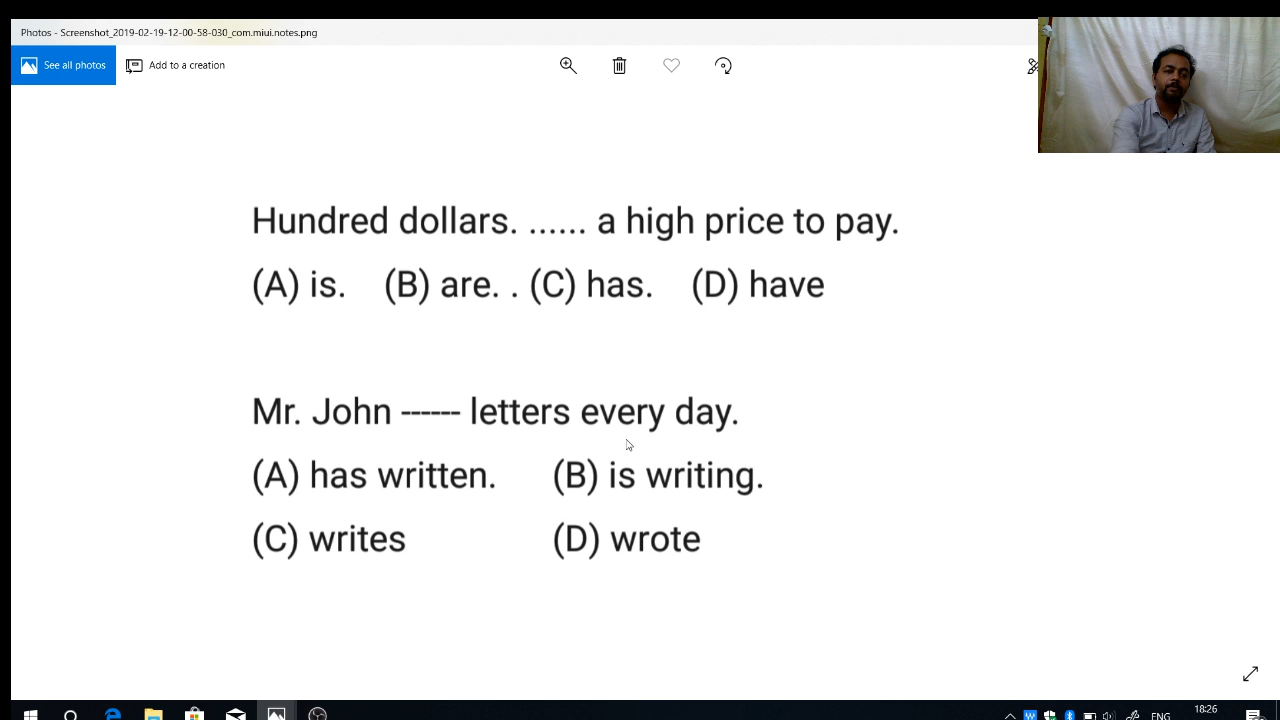 Photos - Screenshot_2019-02-19-12-00-58-030_com.miui.notes.png
See all photos
Add to a creation
Hundred dollars. ...... a high price to pay.
(A) is. (B) are. . (C) has. (D) have
Mr. John ------ letters every day.
(A) has written. (B) is writing.
(C) writes (D) wrote
ENG
18:26